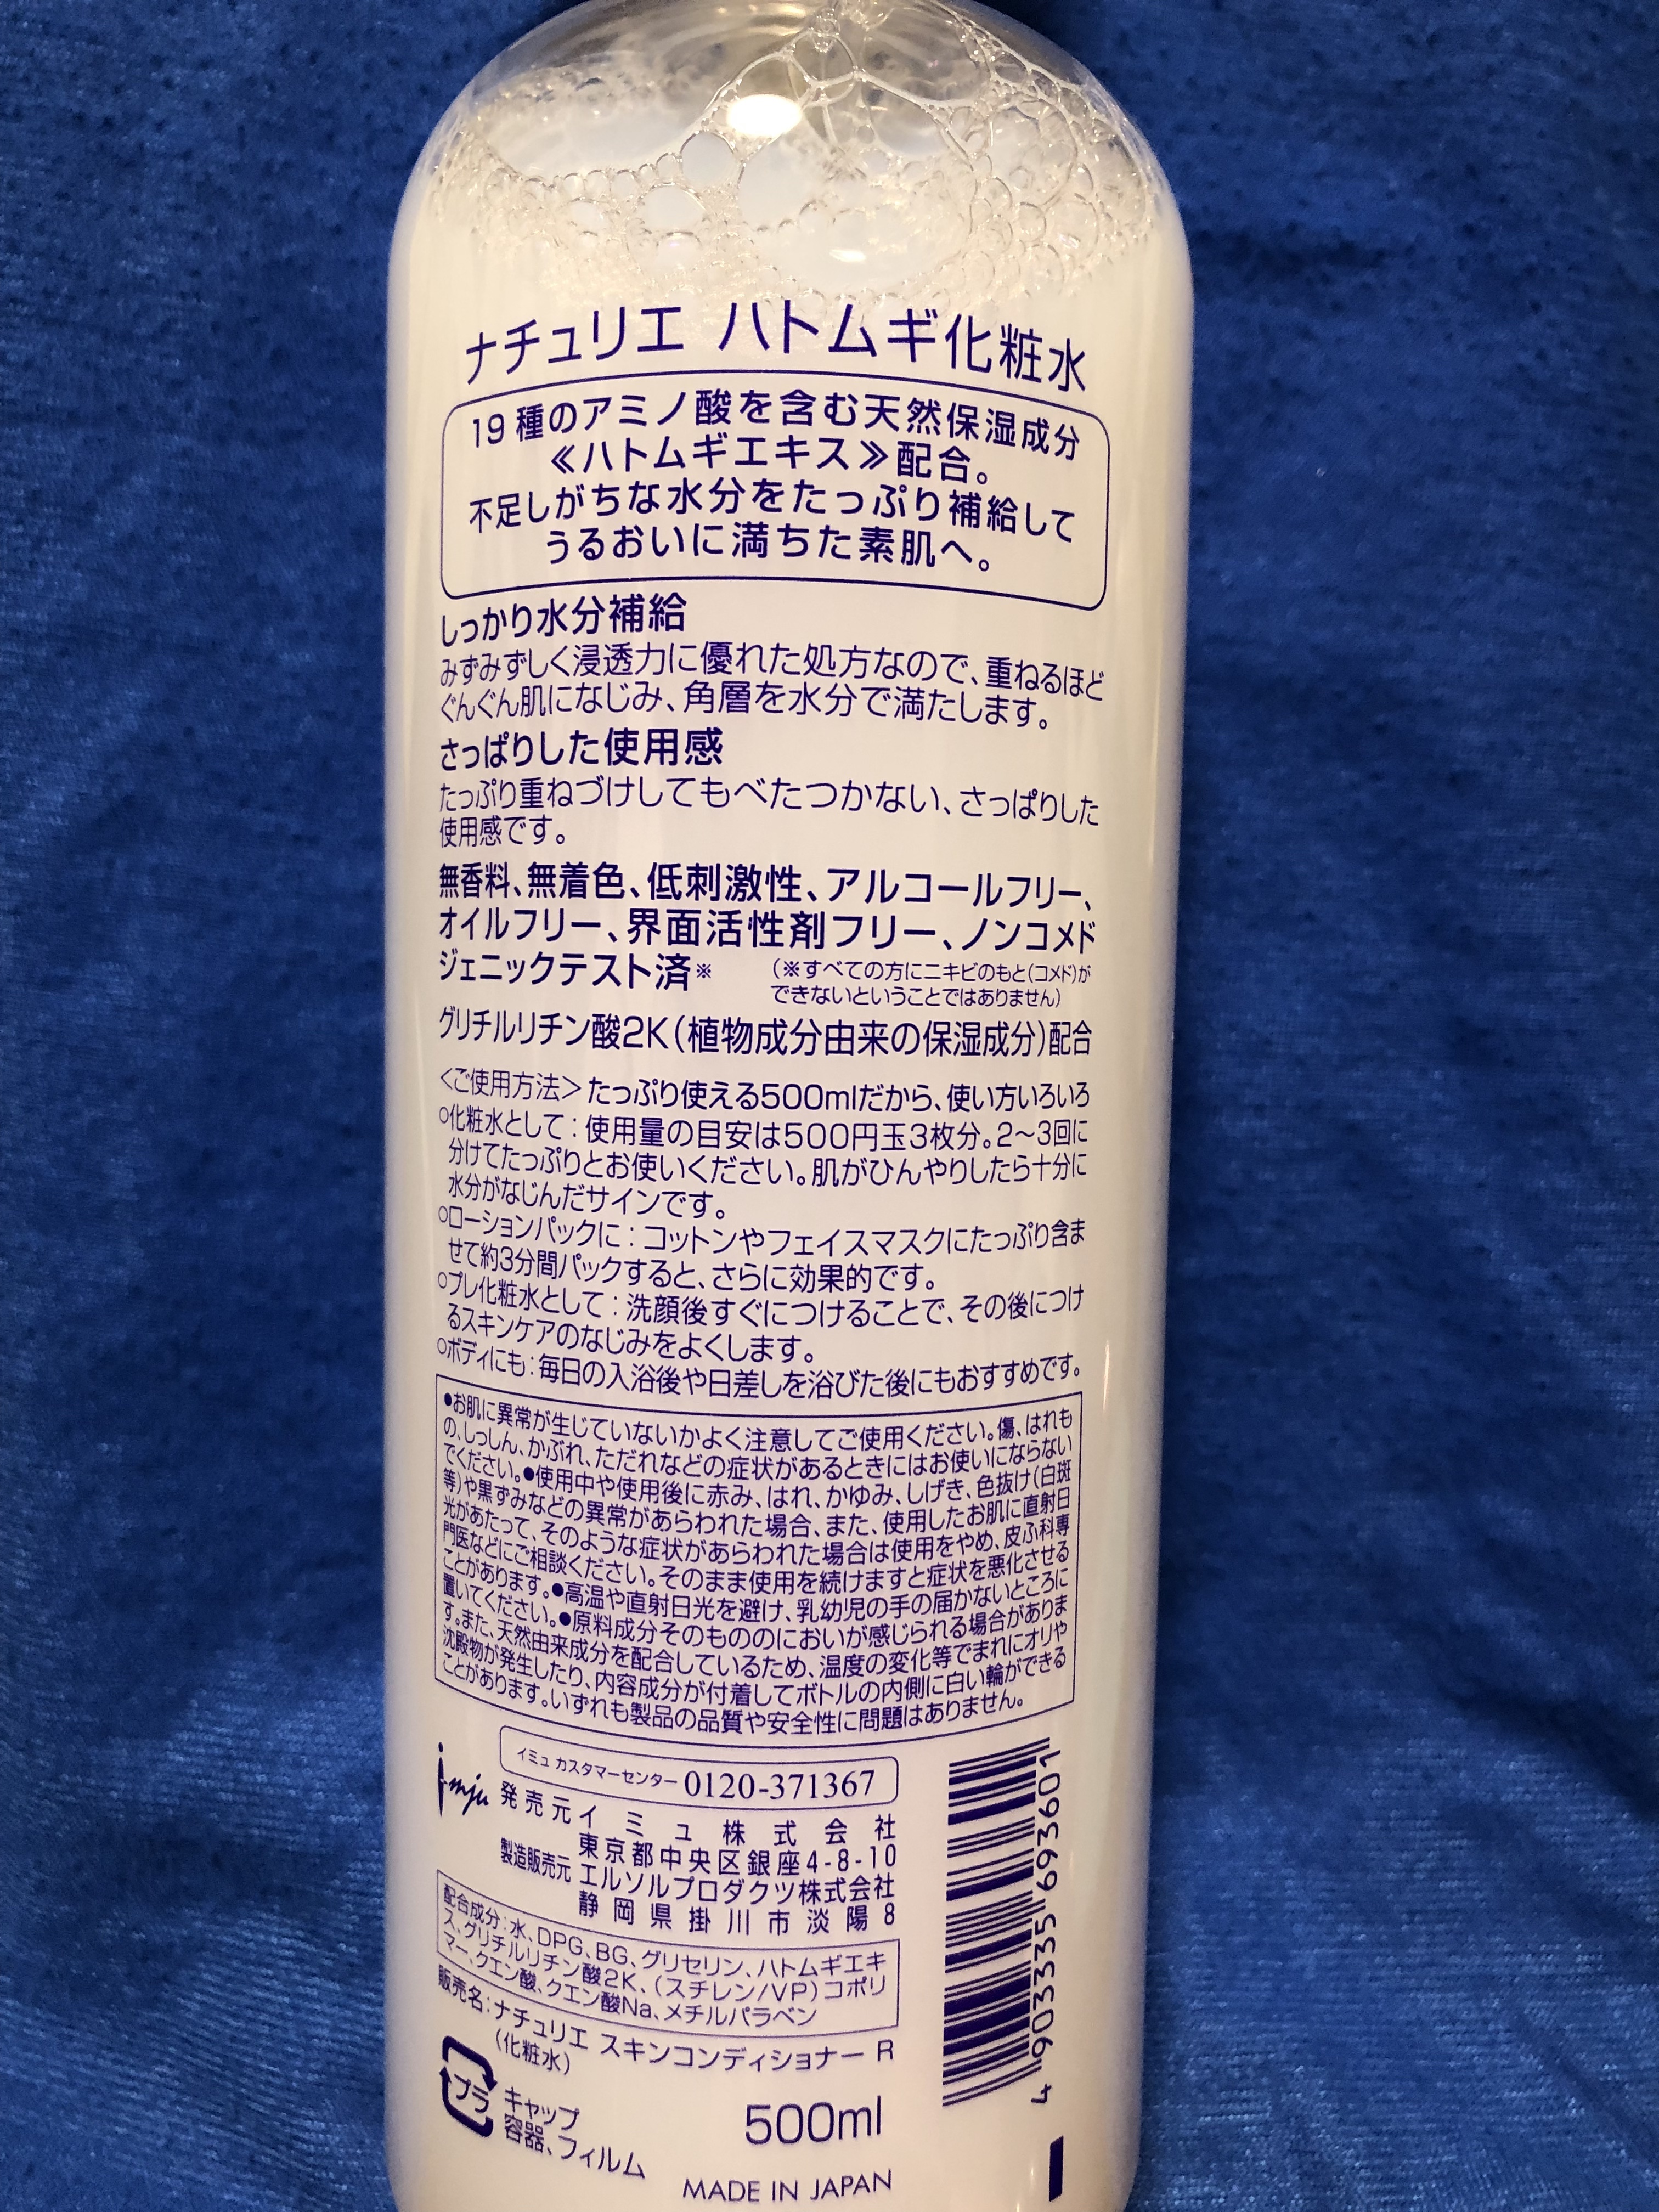 ナチュリエ ハトムギ化粧水
19種のアミノ酸を含む天然保湿成分
≪ハトムギエキス≫配合。
不足しがちな水分をたっぷり補給して
うるおいに満ちた素肌へ。
しっかり水分補給
みずみずしく浸透力に優れた処方なので、重ねるほど
ぐんぐん肌になじみ、角層を水分で満たします。
さっぱりした使用感
たっぷり重ねづけしてもべたつかない、さっぱりした
使用感です。
無香料、無着色、低刺激性、アルコールフリー、
オイルフリー、界面活性剤フリー、ノンコメド
ジェニックテスト済※
(※すべての方にニキビのもと(コメド)が
できないということではありません)
グリチルリチン酸2K(植物成分由来の保湿成分)配合
<ご使用方法>たっぷり使える500mlだから、使い方いろいろ
○化粧水として:使用量の目安は500円玉3枚分。2〜3回に
分けてたっぷりとお使いください。肌がひんやりしたら十分に
水分がなじんだサインです。
○ローションパックに:コットンやフェイスマスクにたっぷり含ま
せて約3分間パックすると、さらに効果的です。
○プレ化粧水として:洗顔後すぐにつけることで、その後につけ
るスキンケアのなじみをよくします。
○ボディにも:毎日の入浴後や日差しを浴びた後にもおすすめです。
●お肌に異常が生じていないかよく注意してご使用ください。傷、はれも
の、しっしん、かぶれ、ただれなどの症状があるときにはお使いにならない
でください。●使用中や使用後に赤み、はれ、かゆみ、しげき、色抜け(白斑
等)や黒ずみなどの異常があらわれた場合、また、使用したお肌に直射日
光があたって、そのような症状があらわれた場合は使用をやめ、皮ふ科専
門医などにご相談ください。そのまま使用を続けますと症状を悪化させる
ことがあります。●高温や直射日光を避け、乳幼児の手の届かないところに
置いてください。●原料成分そのもののにおいが感じられる場合がありま
す。また、天然由来成分を配合しているため、温度の変化等でまれにオリや
沈殿物が発生したり、内容成分が付着してボトルの内側に白い輪ができる
ことがあります。いずれも製品の品質や安全性に問題はありません。
イミュ カスタマーセンター 0120-371367
i-mju
発売元 イミュ株式会社
東京都中央区銀座4-8-10
製造販売元 エルソルプロダクツ株式会社
静岡県掛川市淡陽8
配合成分:水、DPG、BG、グリセリン、ハトムギエキ
ス、グリチルリチン酸2K、(スチレン/VP)コポリ
マー、クエン酸、クエン酸Na、メチルパラベン
販売名:ナチュリエ スキンコンディショナー R
(化粧水)
プラ
キャップ
容器、フィルム
500ml
MADE IN JAPAN
4 903335 693601